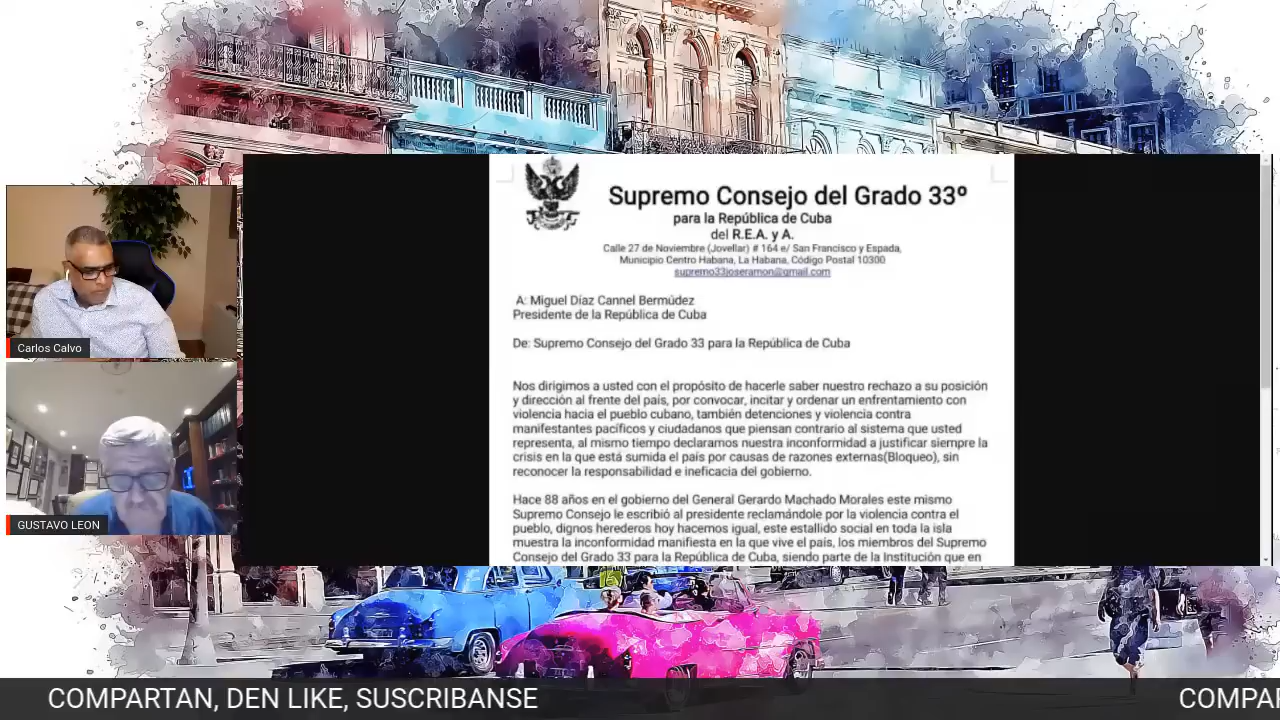 Supremo Consejo del Grado 33º
para la República de Cuba
del R.E.A. y A.
Calle 27 de Noviembre (Jovellar) # 164 e/ San Francisco y Espada,
Municipio Centro Habana, La Habana, Código Postal 10300
supremo33joseramon@gmail.com
A: Miguel Díaz Cannel Bermúdez
Presidente de la República de Cuba
De: Supremo Consejo del Grado 33 para la República de Cuba
Nos dirigimos a usted con el propósito de hacerle saber nuestro rechazo a su posición
y dirección al frente del país, por convocar, incitar y ordenar un enfrentamiento con
violencia hacia el pueblo cubano, también detenciones y violencia contra
manifestantes pacíficos y ciudadanos que piensan contrario al sistema que usted
representa, al mismo tiempo declaramos nuestra inconformidad a justificar siempre la
crisis en la que está sumida el país por causas de razones externas(Bloqueo), sin
reconocer la responsabilidad e ineficacia del gobierno.
Hace 88 años en el gobierno del General Gerardo Machado Morales este mismo
Supremo Consejo le escribió al presidente reclamándole por la violencia contra el
pueblo, dignos herederos hoy hacemos igual, este estallido social en toda la isla
muestra la inconformidad manifiesta en la que vive el país, los miembros del Supremo
Consejo del Grado 33 para la República de Cuba, siendo parte de la Institución que en
Carlos Calvo
GUSTAVO LEON
COMPARTAN, DEN LIKE, SUSCRIBANSE
COMPAR